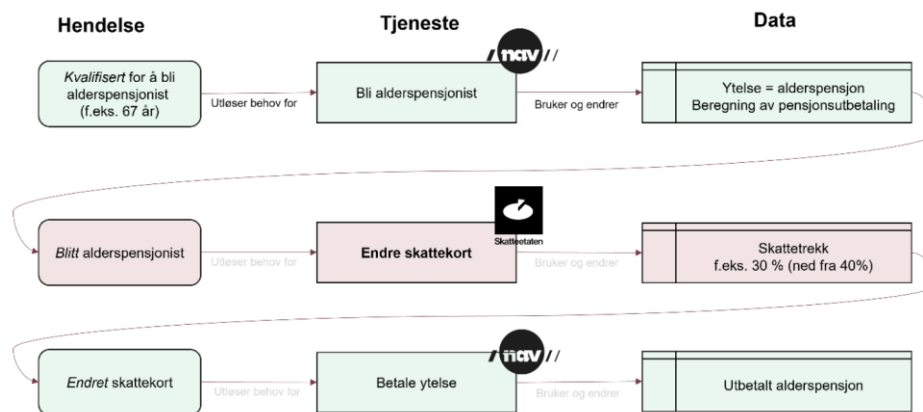 Hendelse
Tjeneste
Data
Kvalifisert for å bli
alderspensjonist
(f.eks. 67 år)
Utløser behov for
Bli alderspensjonist
nav
Bruker og endrer
Ytelse = alderspensjon
Beregning av pensjonsutbetaling
Blitt alderspensjonist
Utløser behov for
Endre skattekort
Skatteetaten
Bruker og endrer
Skattetrekk
f.eks. 30 % (ned fra 40%)
Endret skattekort
Utløser behov for
Betale ytelse
nav
Bruker og endrer
Utbetalt alderspensjon